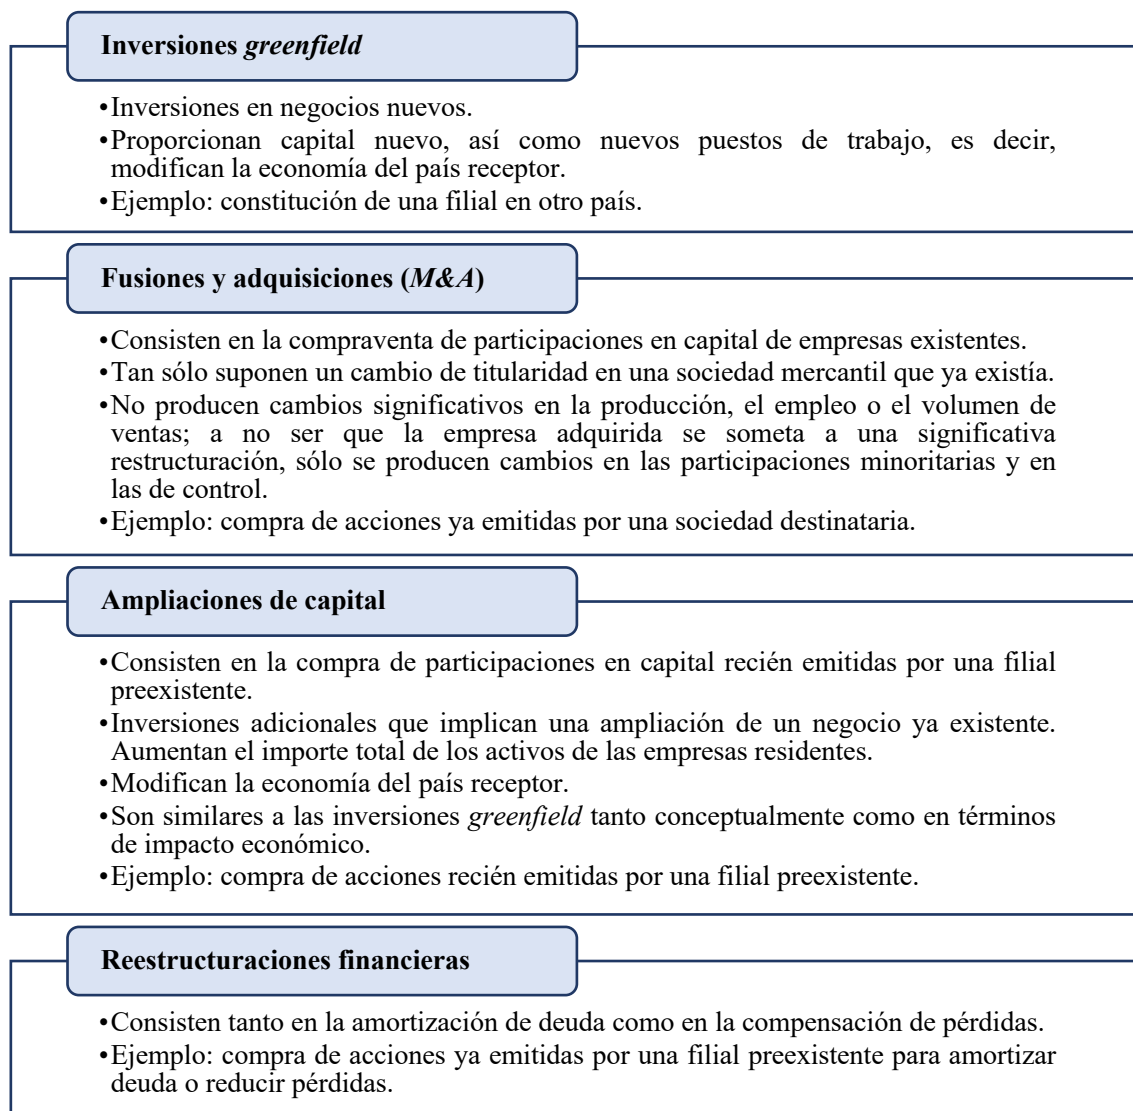 Inversiones greenfield
•Inversiones en negocios nuevos.
•Proporcionan capital nuevo, así como nuevos puestos de trabajo, es decir,
modifican la economía del país receptor.
•Ejemplo: constitución de una filial en otro país.
Fusiones y adquisiciones (M&A)
•Consisten en la compraventa de participaciones en capital de empresas existentes.
•Tan sólo suponen un cambio de titularidad en una sociedad mercantil que ya existía.
•No producen cambios significativos en la producción, el empleo o el volumen de
ventas; a no ser que la empresa adquirida se someta a una significativa
restructuración, sólo se producen cambios en las participaciones minoritarias y en
las de control.
•Ejemplo: compra de acciones ya emitidas por una sociedad destinataria.
Ampliaciones de capital
•Consisten en la compra de participaciones en capital recién emitidas por una filial
preexistente.
•Inversiones adicionales que implican una ampliación de un negocio ya existente.
Aumentan el importe total de los activos de las empresas residentes.
•Modifican la economía del país receptor.
•Son similares a las inversiones greenfield tanto conceptualmente como en términos
de impacto económico.
•Ejemplo: compra de acciones recién emitidas por una filial preexistente.
Reestructuraciones financieras
•Consisten tanto en la amortización de deuda como en la compensación de pérdidas.
•Ejemplo: compra de acciones ya emitidas por una filial preexistente para amortizar
deuda o reducir pérdidas.